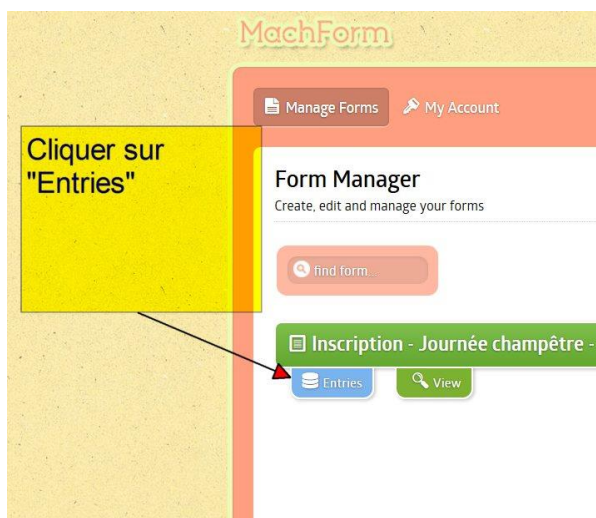 MachForm
Manage Forms My Account
Cliquer sur
"Entries"
Form Manager
Create, edit and manage your forms
find form...
Inscription - Journée champêtre -
Entries View